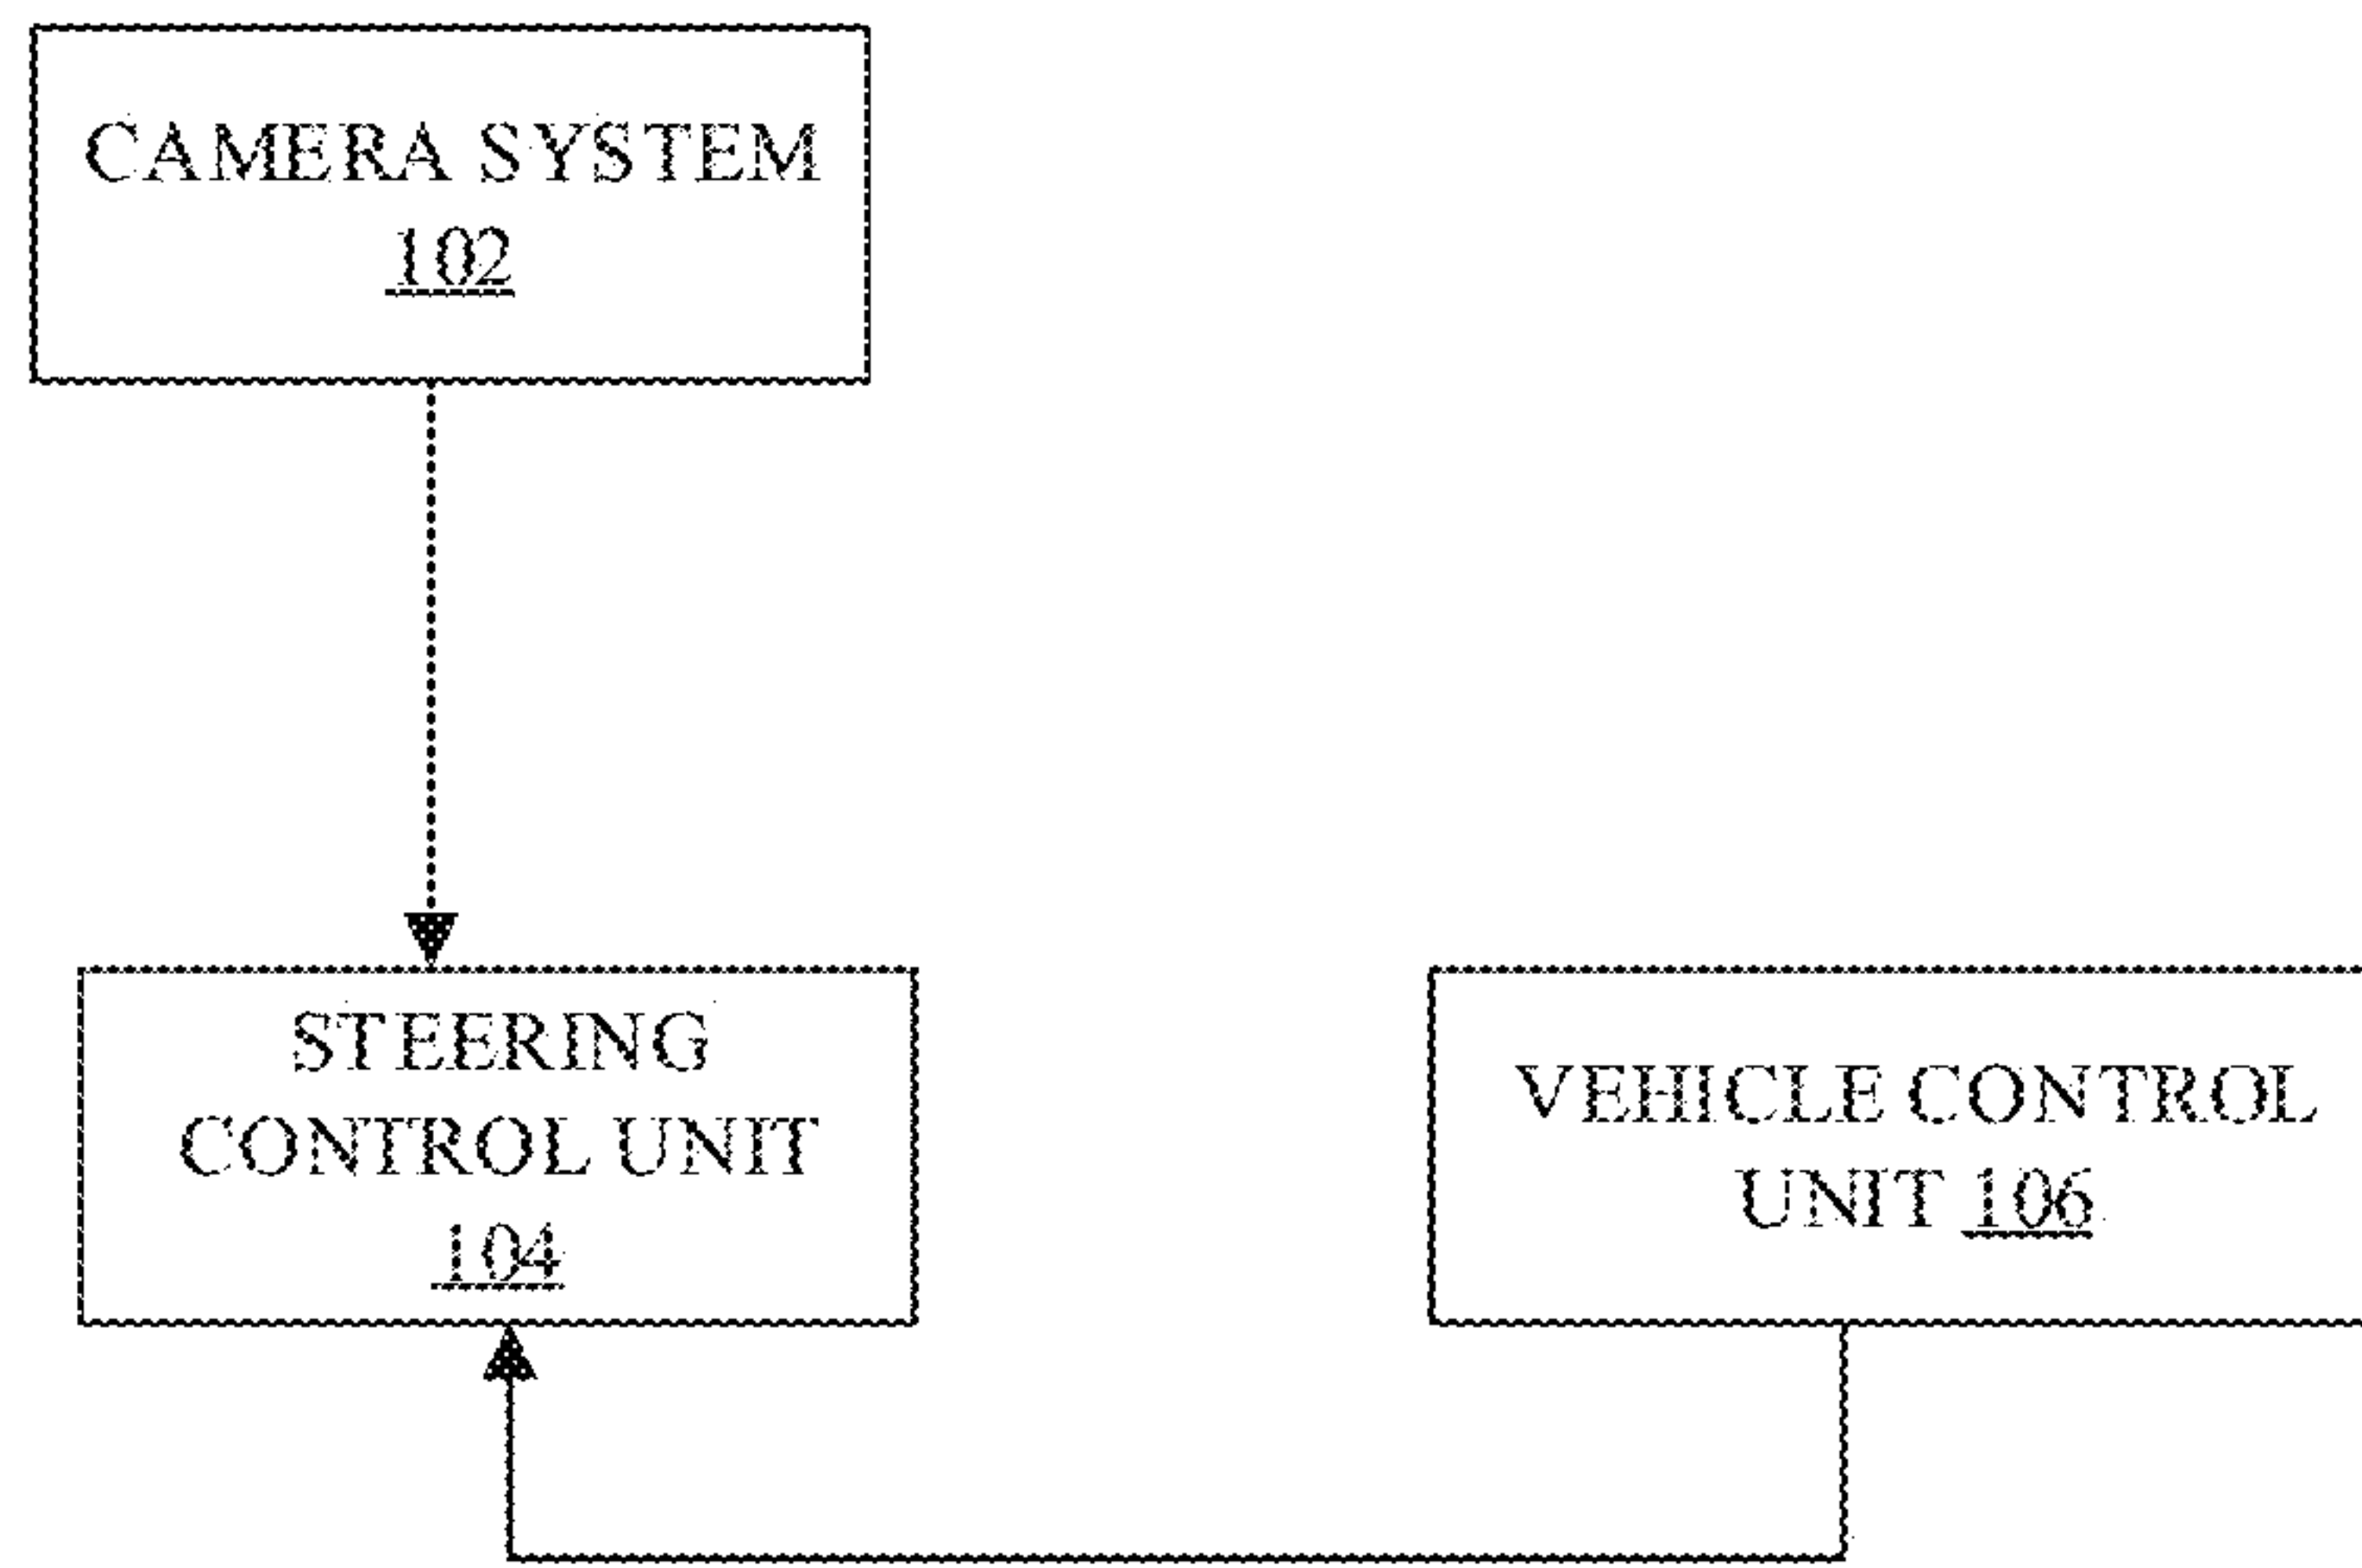 CAMERA SYSTEM
102
STEERING
CONTROL UNIT
104
VEHICLE CONTROL
UNIT 106